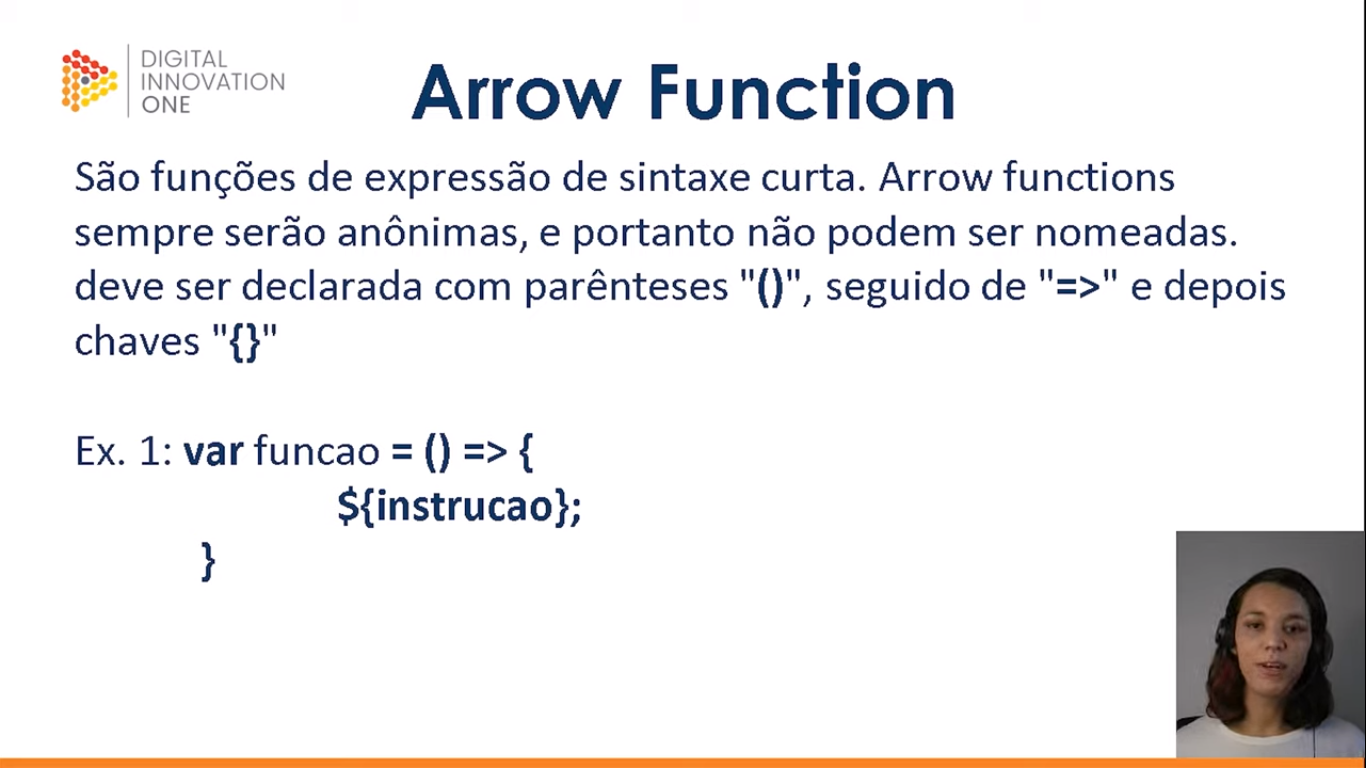 DIGITAL
INNOVATION
ONE
Arrow Function
São funções de expressão de sintaxe curta. Arrow functions
sempre serão anônimas, e portanto não podem ser nomeadas.
deve ser declarada com parênteses "()", seguido de "=>" e depois
chaves "{}"
Ex. 1: var funcao = () => {
${instrucao};
}